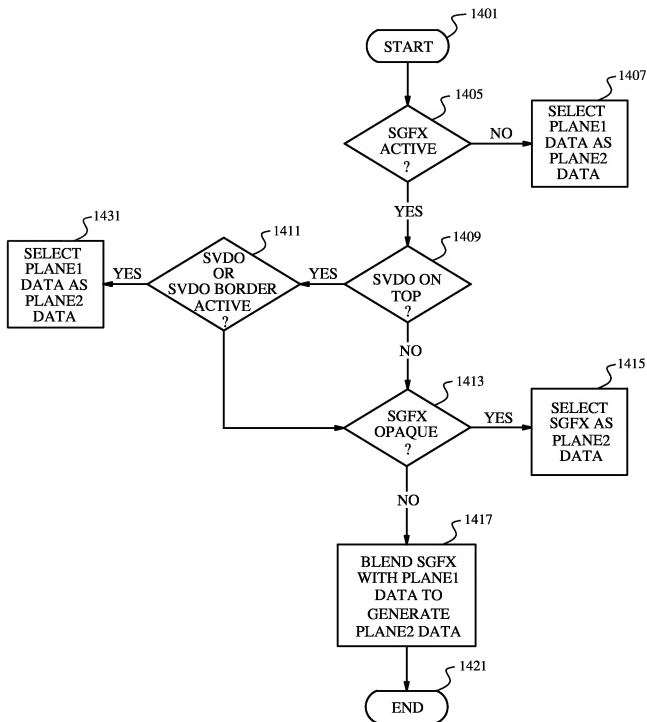 1401
START
1405
SGFX
ACTIVE
?
NO
1407
SELECT
PLANE1
DATA AS
PLANE2
DATA
YES
1409
SVDO ON
TOP
?
YES
1411
SVDO
OR
SVDO BORDER
ACTIVE
?
YES
1431
SELECT
PLANE1
DATA AS
PLANE2
DATA
NO
1413
SGFX
OPAQUE
?
YES
1415
SELECT
SGFX AS
PLANE2
DATA
NO
1417
BLEND SGFX
WITH PLANE1
DATA TO
GENERATE
PLANE2 DATA
1421
END